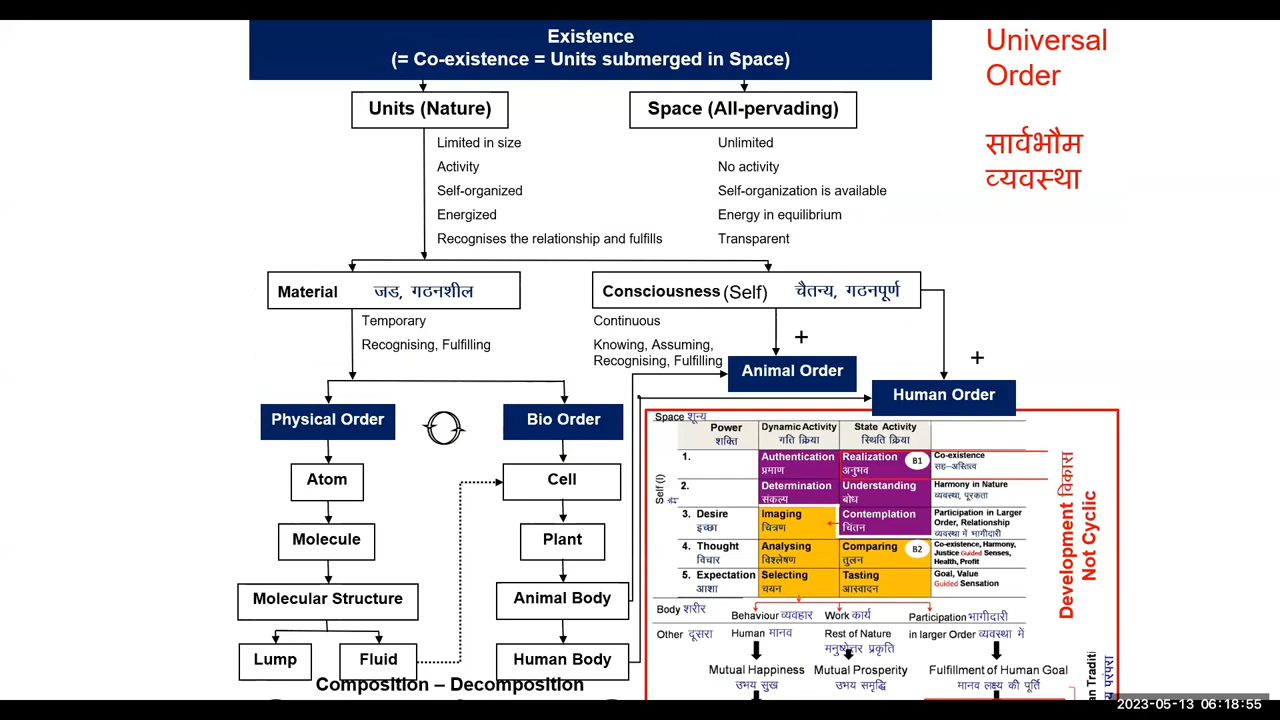 Existence
(= Co-existence = Units submerged in Space)
Universal
Order
सार्वभौम
व्यवस्था
Units (Nature)
Space (All-pervading)
Limited in size
Unlimited
Activity
No activity
Self-organized
Self-organization is available
Energized
Energy in equilibrium
Recognises the relationship and fulfills
Transparent
Material जड, गठनशील
Consciousness (Self) चैतन्य, गठनपूर्ण
Temporary
Continuous
Recognising, Fulfilling
Knowing, Assuming,
Recognising, Fulfilling
+
+
Animal Order
Human Order
Physical Order
Bio Order
Atom
Cell
Molecule
Plant
Molecular Structure
Animal Body
Lump
Fluid
Human Body
Composition – Decomposition
Space शून्य
Power
शक्ति
Dynamic Activity
गति क्रिया
State Activity
स्थिति क्रिया
Self (I)
मैं
1.
Authentication
प्रमाण
Realization
अनुभव
B1
Co-existence
सह–अस्तित्व
2.
Determination
संकल्प
Understanding
बोध
Harmony in Nature
व्यवस्था, पूरकता
3. Desire
इच्छा
Imaging
चित्रण
Contemplation
चिंतन
Participation in Larger
Order, Relationship
व्यवस्था में भागीदारी
4. Thought
विचार
Analysing
विश्लेषण
Comparing
तुलन
B2
Co-existence, Harmony,
Justice Guided Senses,
Health, Profit
5. Expectation
आशा
Selecting
चयन
Tasting
आस्वादन
Goal, Value
Guided Sensation
Body शरीर
Behaviour व्यवहार
Work कार्य
Participation भागीदारी
Other दूसरा
Human मानव
Rest of Nature
मनुष्येत्तर प्रकृति
in larger Order व्यवस्था में
Mutual Happiness
उभय सुख
Mutual Prosperity
उभय समृद्धि
Fulfillment of Human Goal
मानव लक्ष्य की पूर्ति
Development विकास
Not Cyclic
परंपरा
2023-05-13 06:18:55